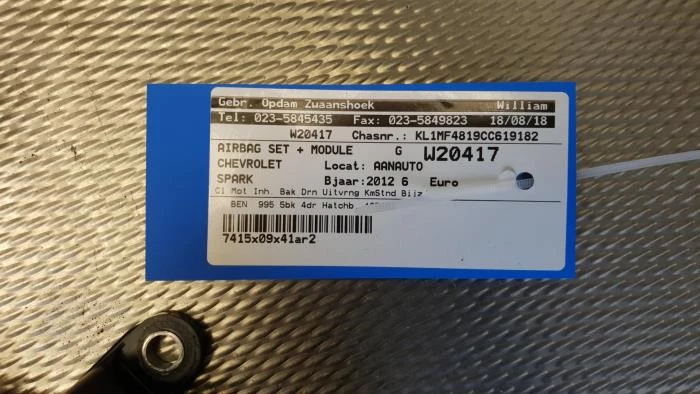 Gebr. Opdam Zwaanshoek William
Tel: 023-5845435 Fax: 023-5849823 18/08/18
W20417 Chasnr.: KL1MF4819CC619182
AIRBAG SET + MODULE G W20417
CHEVROLET Locat: AANAUTO
SPARK Bjaar:2012 6 Euro
Cl Mot Inh. Bak Drn Uitvrng KmStnd Bijz
BEN 995 5bk 4dr Hatchb.
7415x09x41ar2